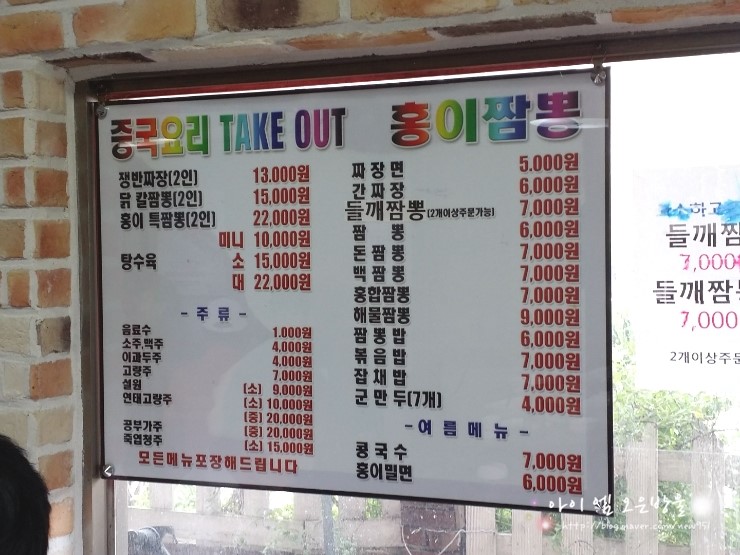 중국요리 TAKE OUT
쟁반짜장(2인) 13,000원
닭 칼짬뽕(2인) 15,000원
홍이 특짬뽕(2인) 22,000원
미니 10,000원
탕수육 소 15,000원
대 22,000원
- 주 류 -
음료수 1,000원
소주,맥주 4,000원
이과두주 4,000원
고량주 7,000원
설원 (소) 9,000원
연태고량주 (소) 10,000원
(중) 20,000원
공부가주 (중) 20,000원
죽엽청주 (소) 15,000원
모든메뉴포장해드립니다
홍이짬뽕
짜 장 면 5,000원
간 짜 장 6,000원
들깨짬뽕(2개이상주문가능) 7,000원
짬 뽕 6,000원
돈 짬 뽕 7,000원
백 짬 뽕 7,000원
홍합짬뽕 7,000원
해물짬뽕 9,000원
짬 뽕 밥 6,000원
볶 음 밥 7,000원
잡 채 밥 7,000원
군 만 두(7개) 4,000원
- 여 름 메 뉴 -
콩 국 수 7,000원
홍이밀면 6,000원
들깨짬
7,000
들깨짬
7,000
2개이상주문